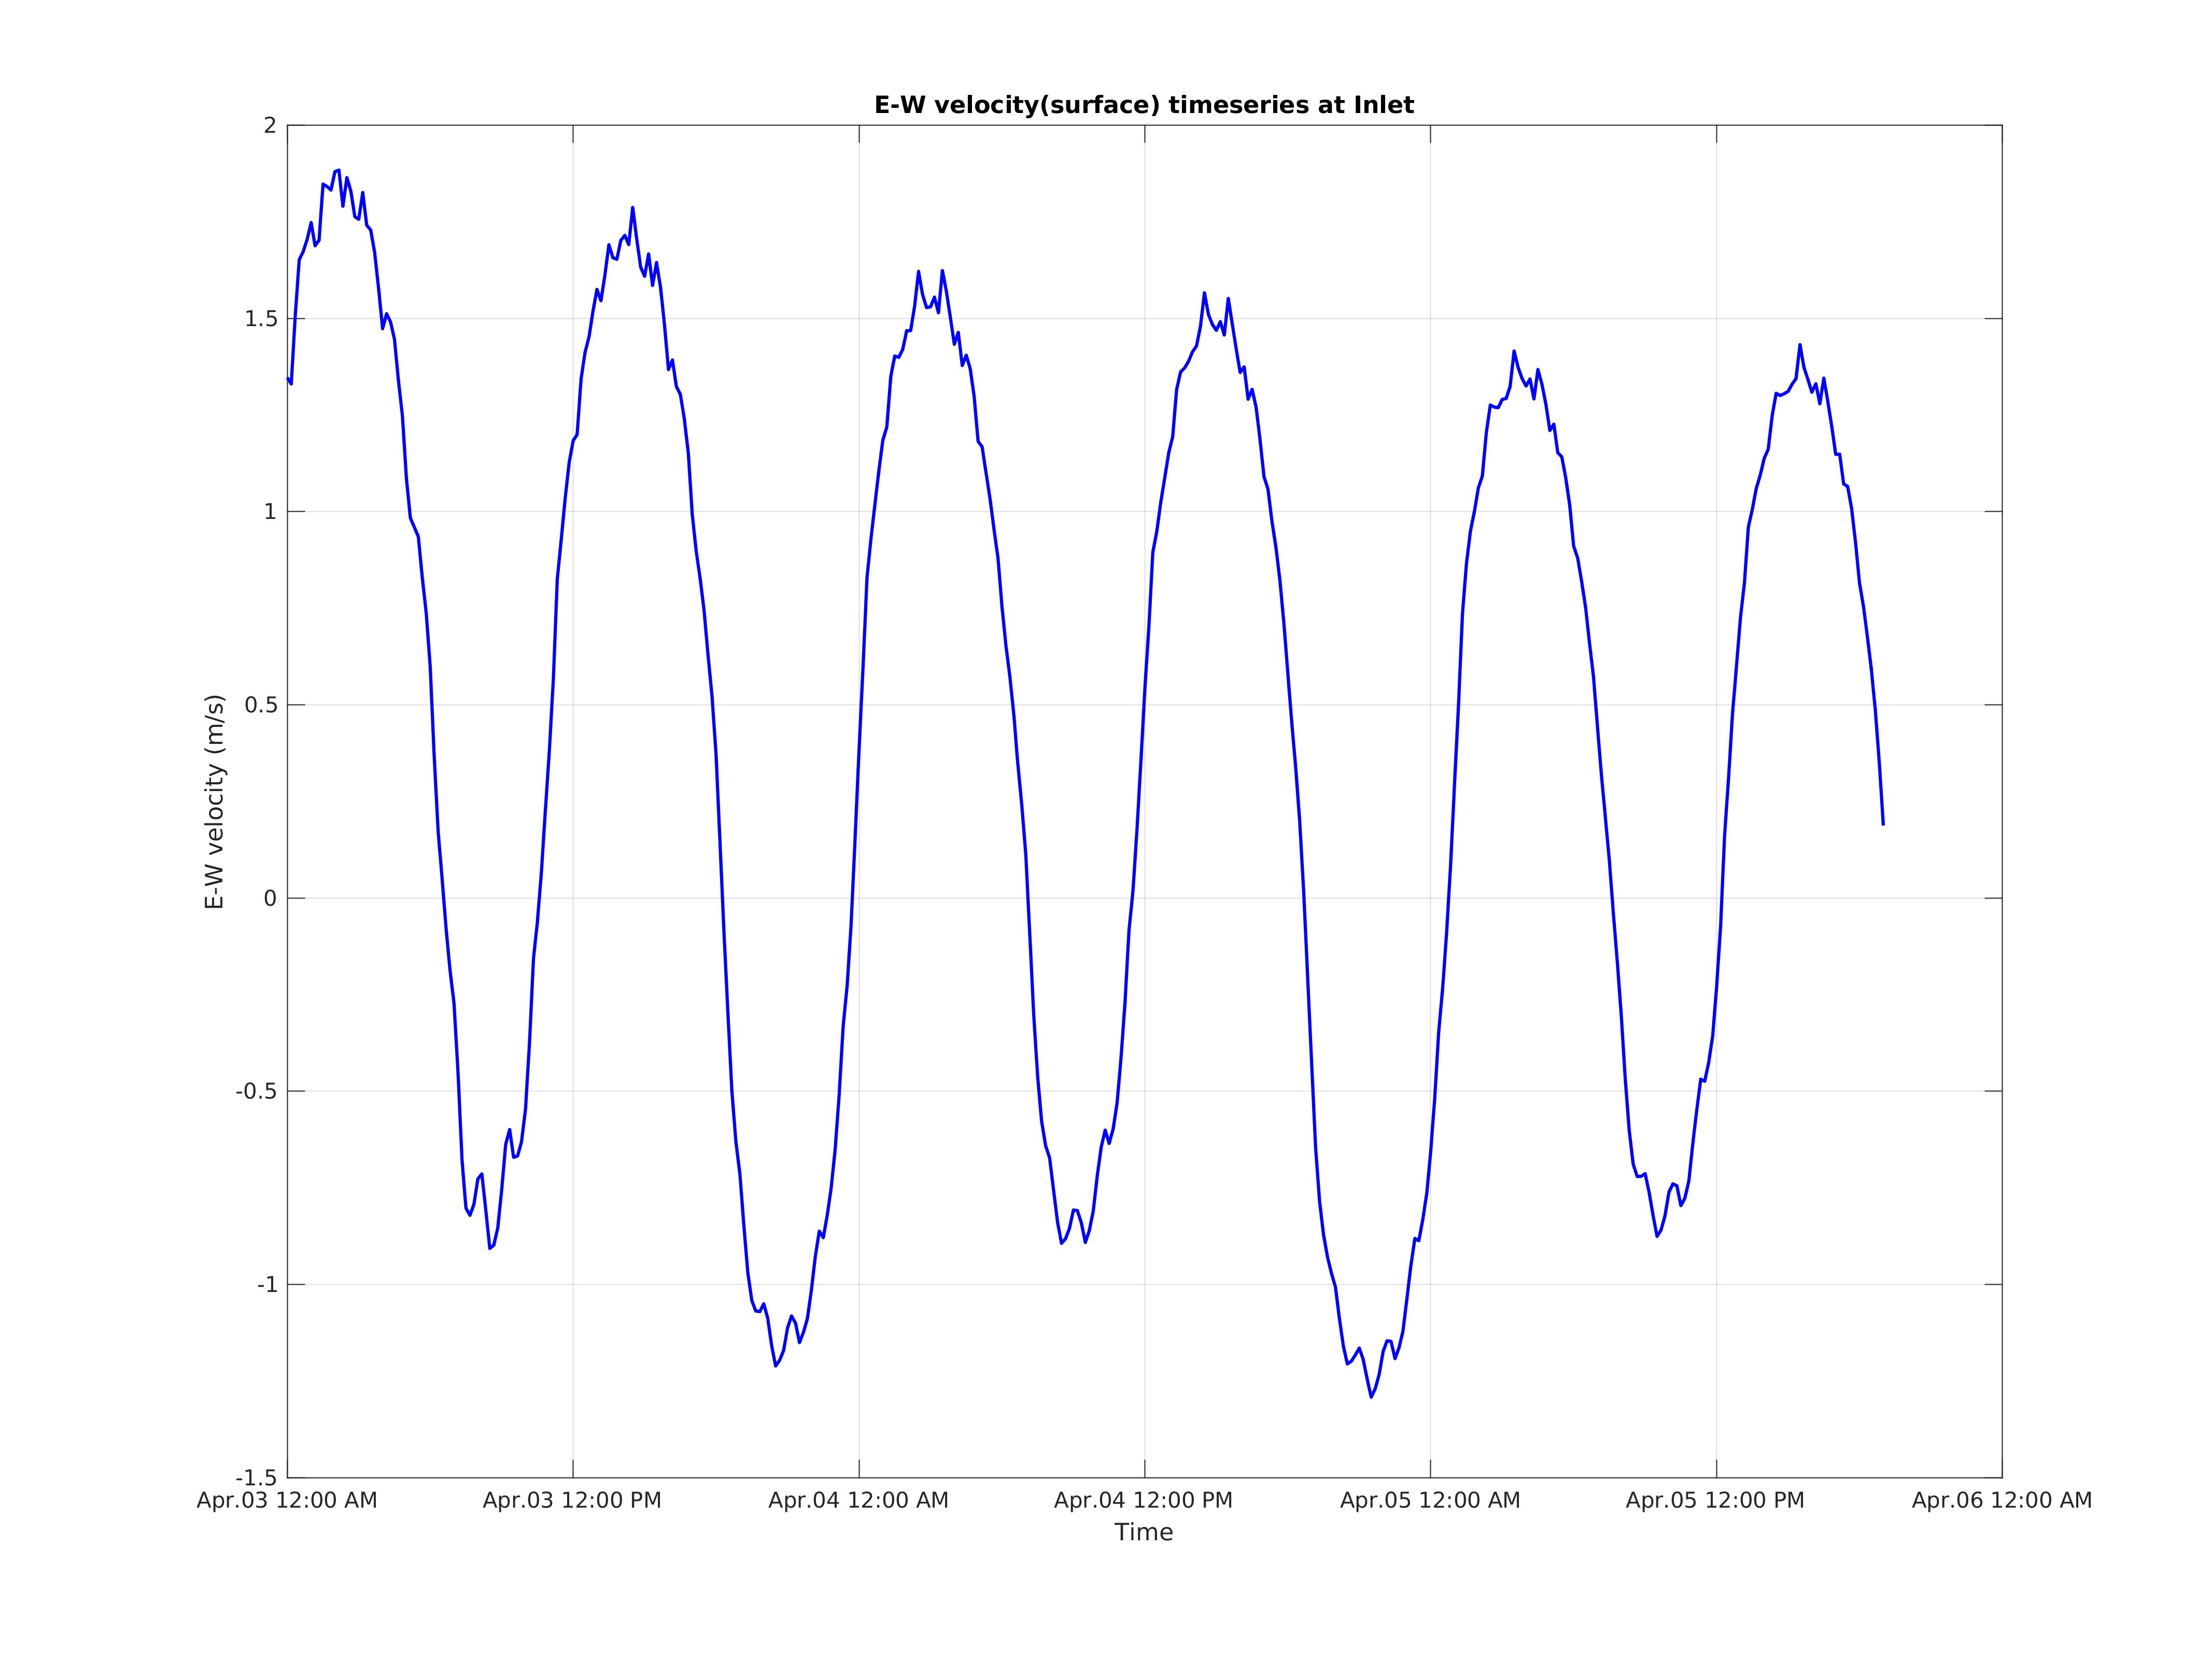 E-W velocity(surface) timeseries at Inlet
E-W velocity (m/s)
2
1.5
1
0.5
0
-0.5
-1
-1.5
Apr.03 12:00 AM Apr.03 12:00 PM Apr.04 12:00 AM Apr.04 12:00 PM Apr.05 12:00 AM Apr.05 12:00 PM Apr.06 12:00 AM
Time